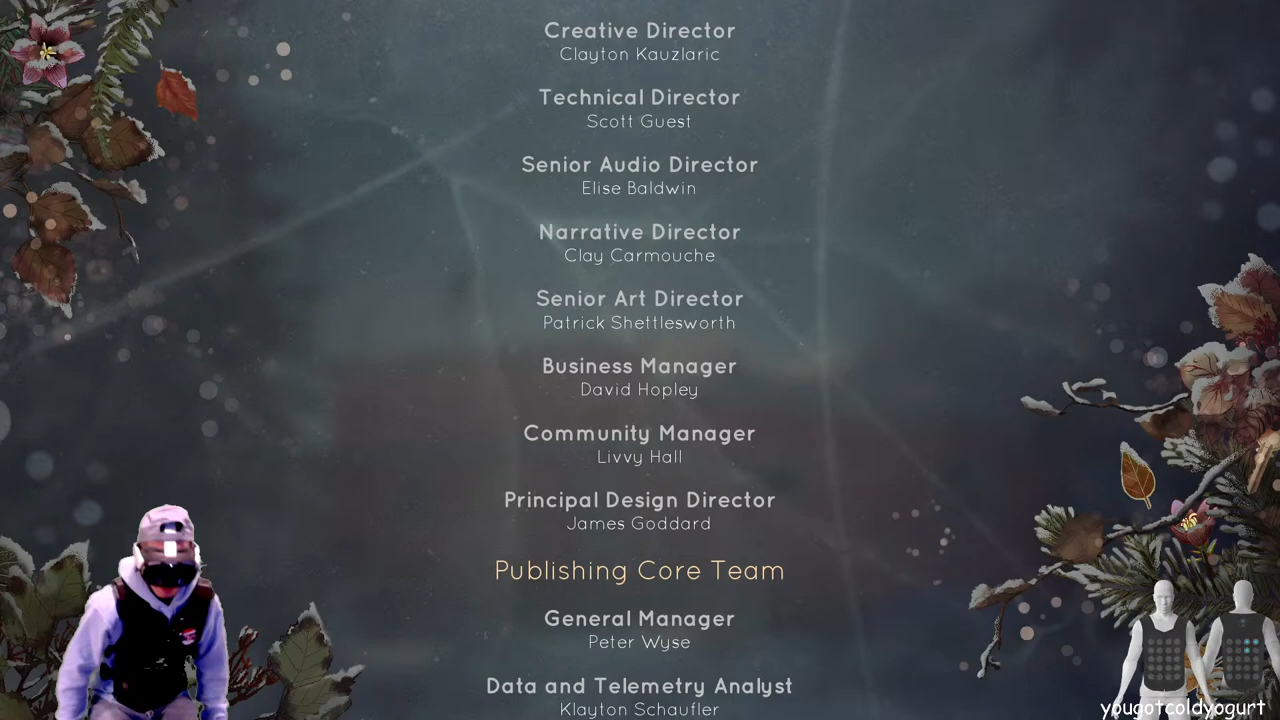 Creative Director
Clayton Kauzlaric
Technical Director
Scott Guest
Senior Audio Director
Elise Baldwin
Narrative Director
Clay Carmouche
Senior Art Director
Patrick Shettlesworth
Business Manager
David Hopley
Community Manager
Livvy Hall
Principal Design Director
James Goddard
Publishing Core Team
General Manager
Peter Wyse
Data and Telemetry Analyst
Klayton Schaufler
yougotcoldyogurt